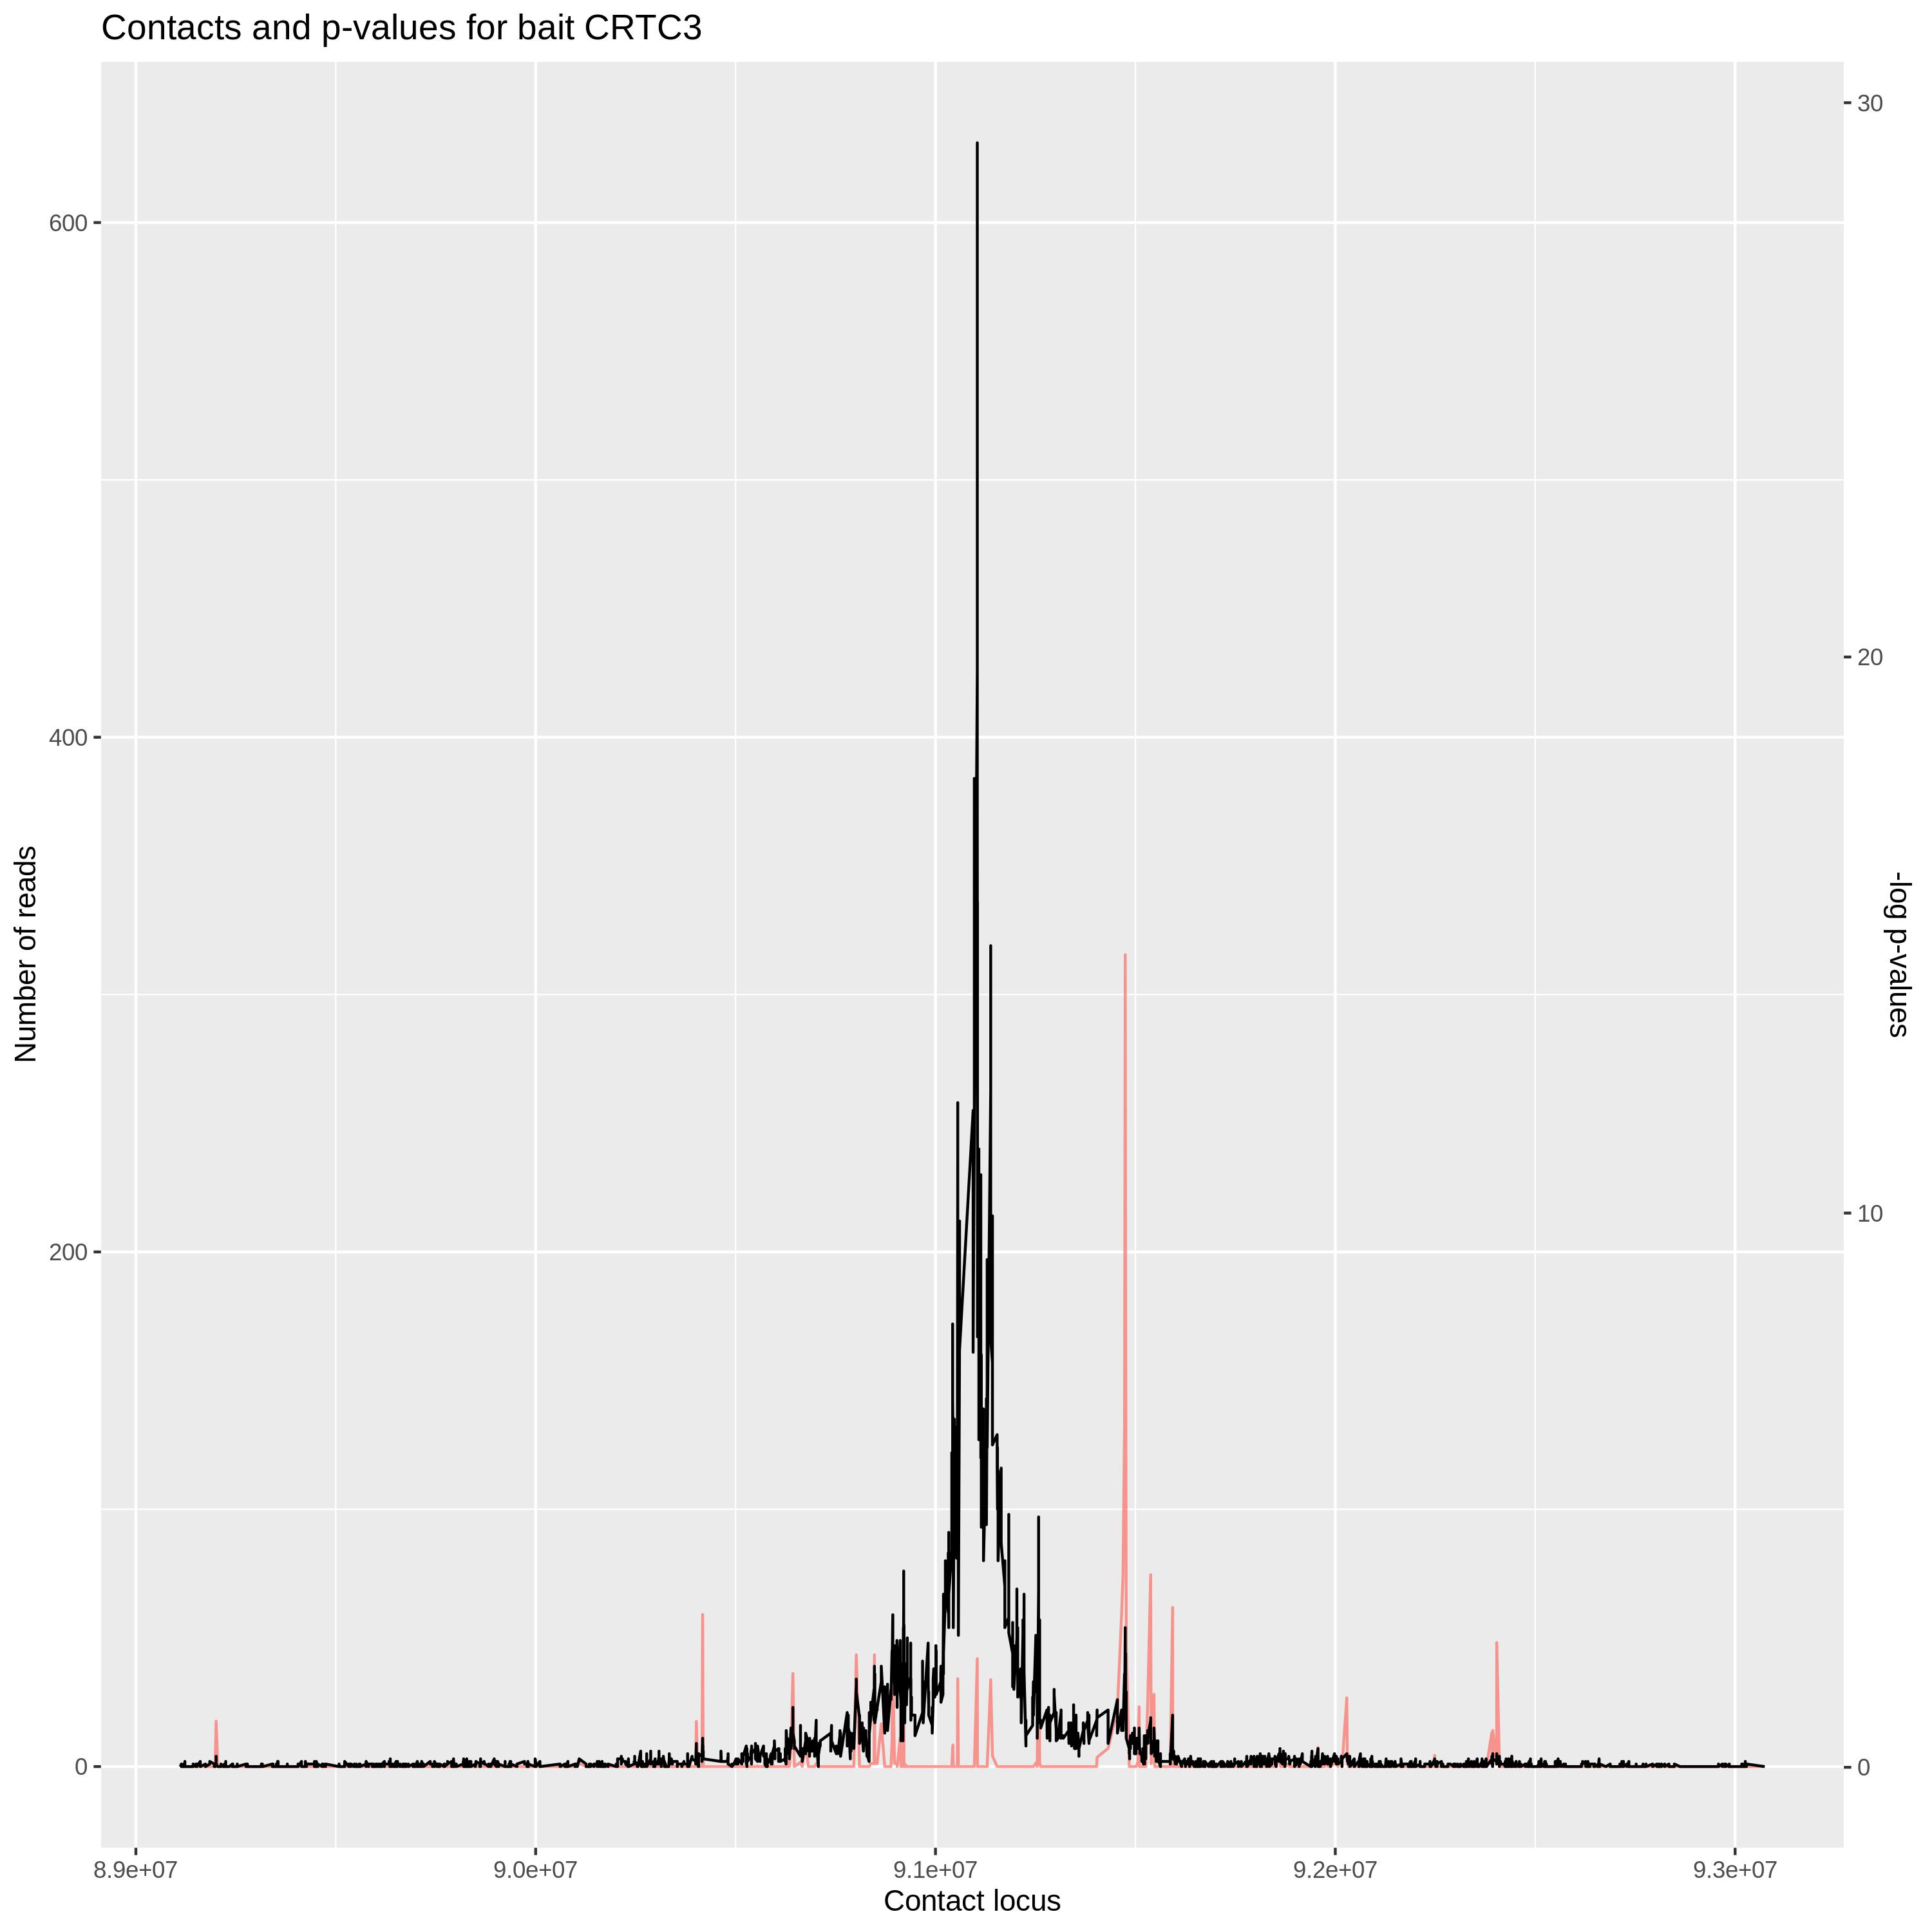 Contacts and p-values for bait CRTC3
30
600
20
400
Number of reads
-log p-values
10
200
0
0
8.9e+07
9.0e+07
9.1e+07
9.2e+07
9.3e+07
Contact locus